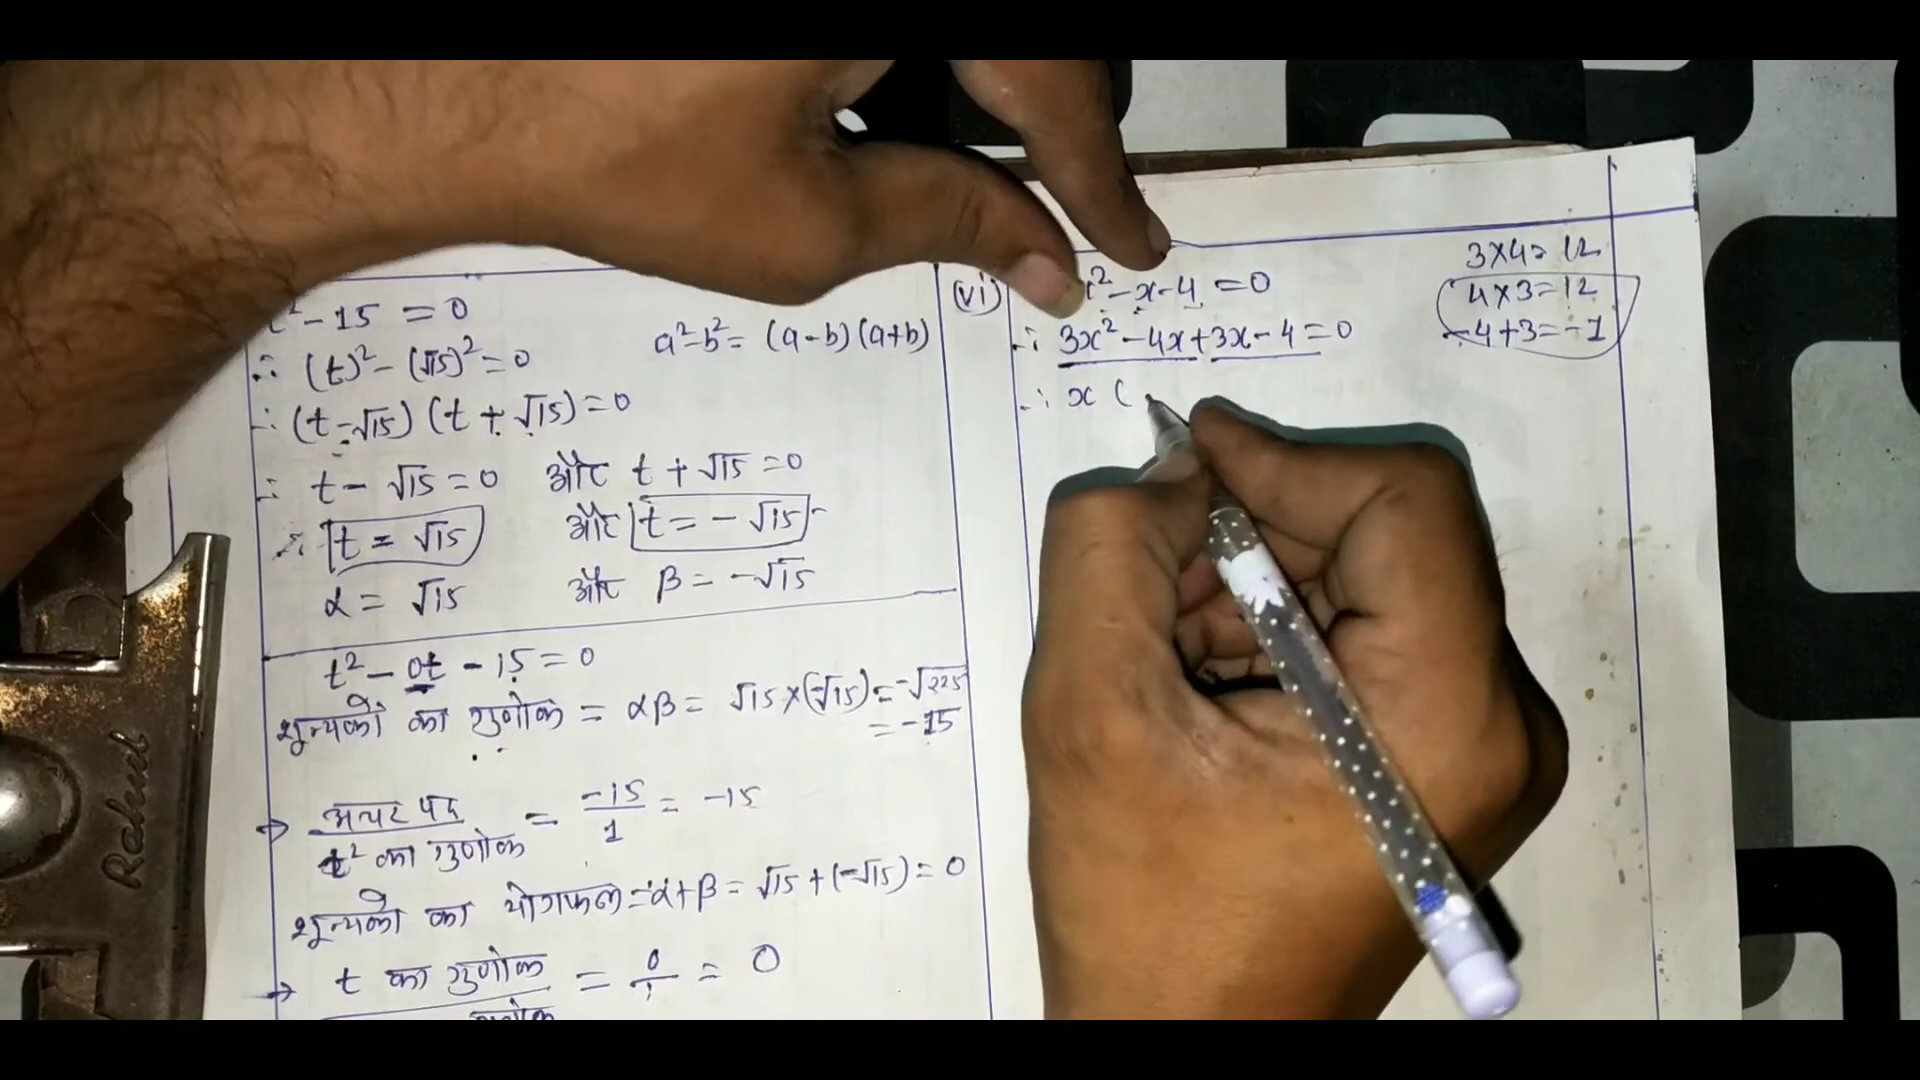 ²-15 = 0
∴ (t)² - (√15)² = 0
a²-b² = (a-b)(a+b)
∴ (t-√15) (t + √15) = 0
∴ t - √15 = 0 और t + √15 = 0
∴ t = √15 और t = - √15
α = √15 और β = -√15
t² - 0t - 15 = 0
शून्यकों का गुणांक = αβ = √15 × (-√15) = -√225
= -15
→ अचर पद / t² का गुणांक = -15/1 = -15
शून्यकों का योगफल = α+β = √15 + (-√15) = 0
→ t का गुणांक = 0/1 = 0
गुणांक
(vi) x² - x - 4 = 0
∴ 3x² - 4x + 3x - 4 = 0
∴ x (
3×4= 12
4×3=12
-4+3=-1
Rahul